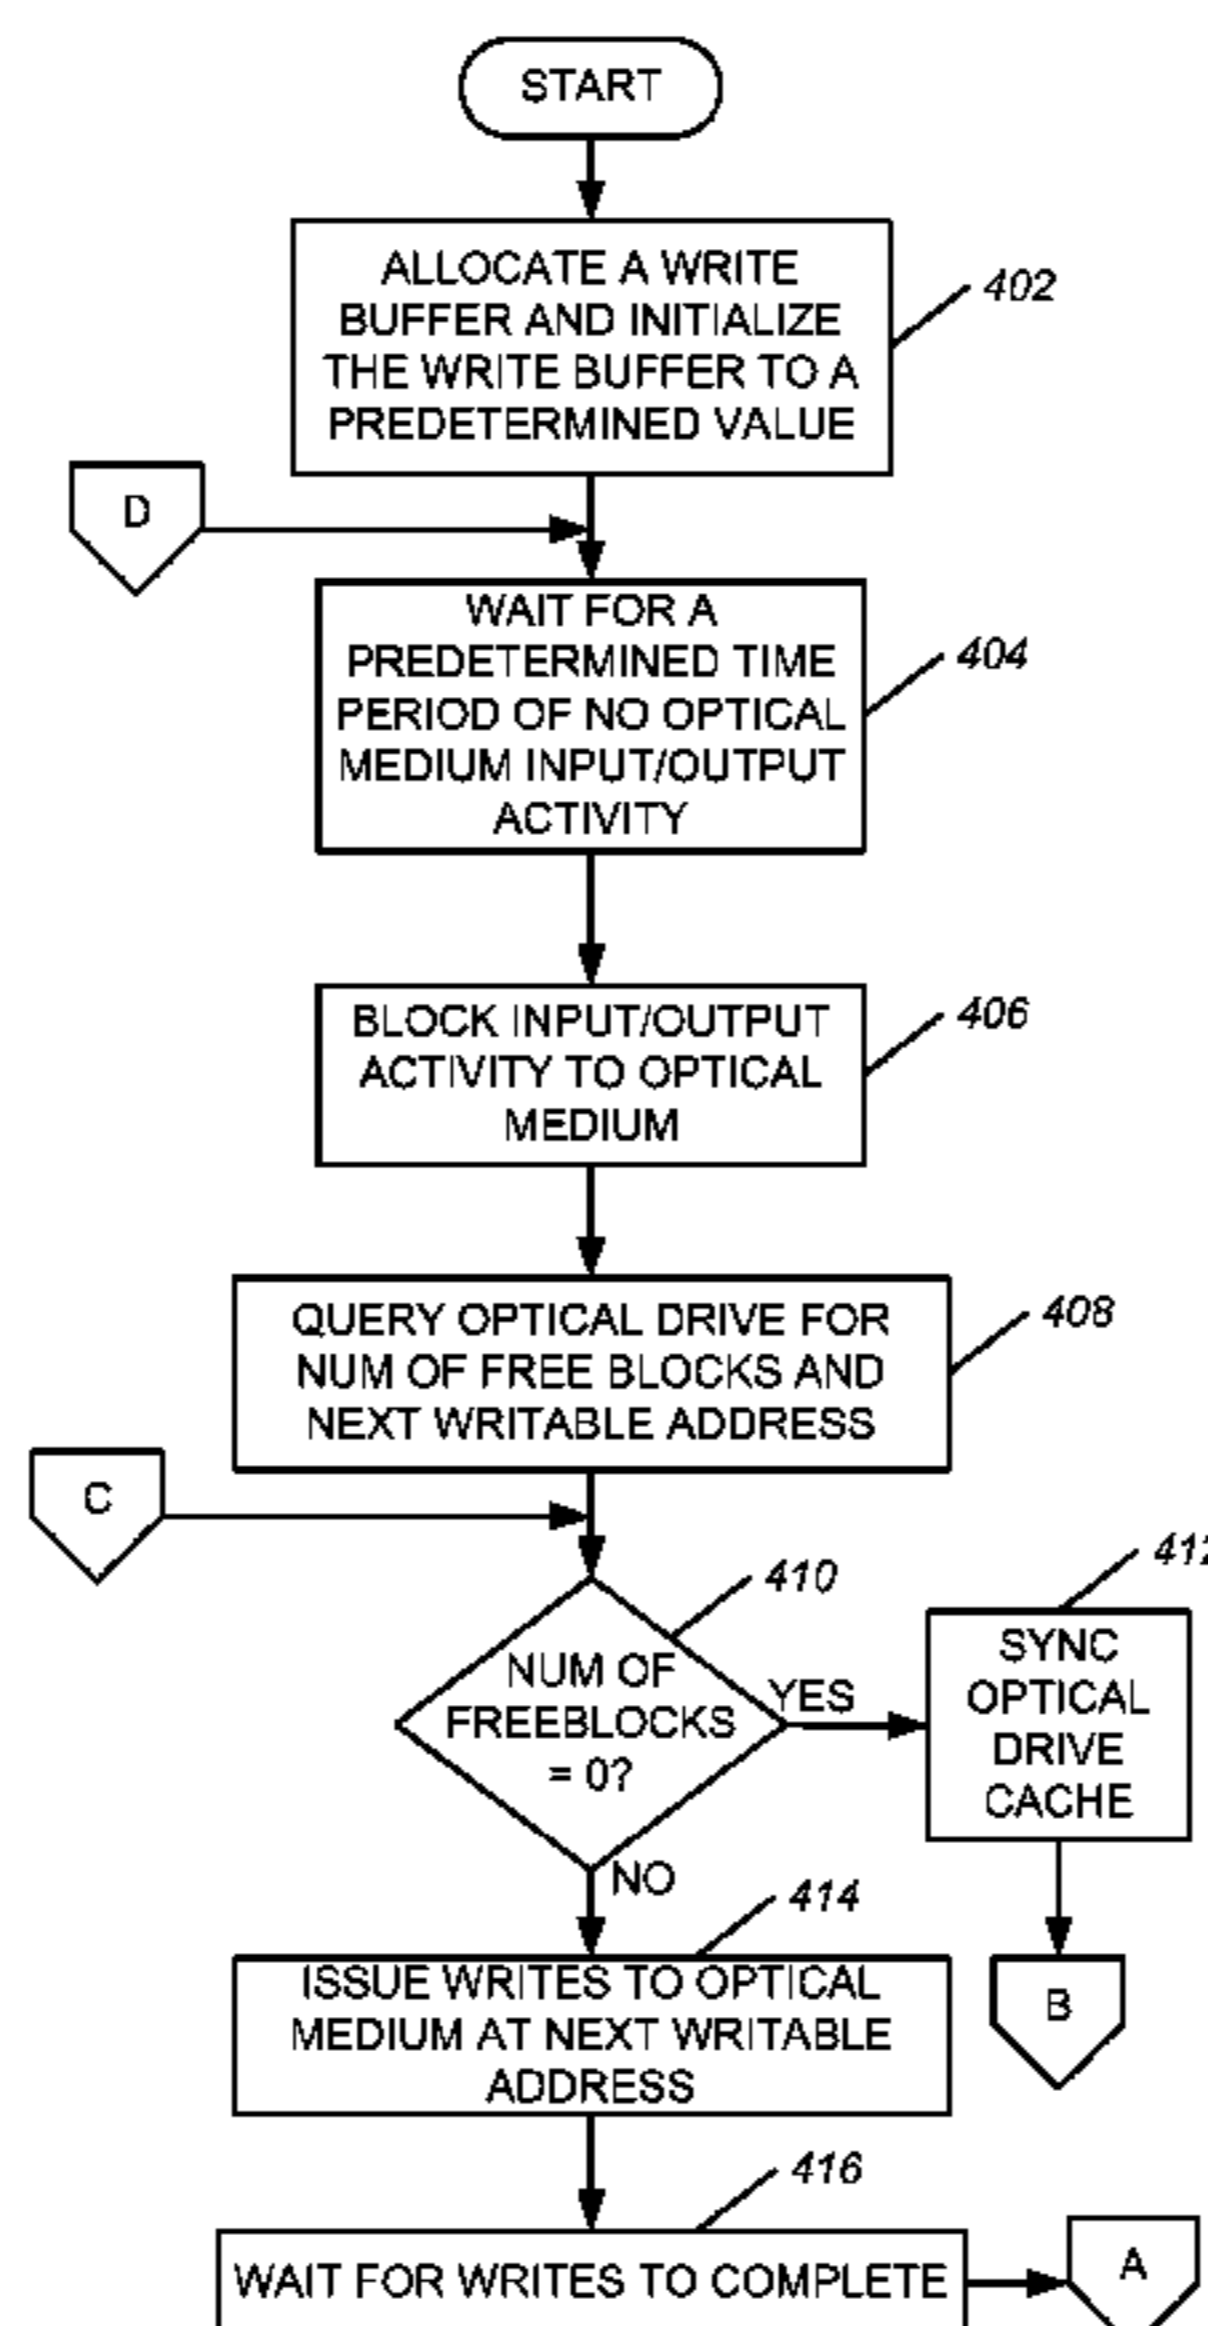 START
ALLOCATE A WRITE
BUFFER AND INITIALIZE
THE WRITE BUFFER TO A
PREDETERMINED VALUE
402
D
WAIT FOR A
PREDETERMINED TIME
PERIOD OF NO OPTICAL
MEDIUM INPUT/OUTPUT
ACTIVITY
404
BLOCK INPUT/OUTPUT
ACTIVITY TO OPTICAL
MEDIUM
406
QUERY OPTICAL DRIVE FOR
NUM OF FREE BLOCKS AND
NEXT WRITABLE ADDRESS
408
C
410
NUM OF
FREEBLOCKS
= 0?
YES
412
SYNC
OPTICAL
DRIVE
CACHE
NO
B
414
ISSUE WRITES TO OPTICAL
MEDIUM AT NEXT WRITABLE
ADDRESS
416
WAIT FOR WRITES TO COMPLETE
A